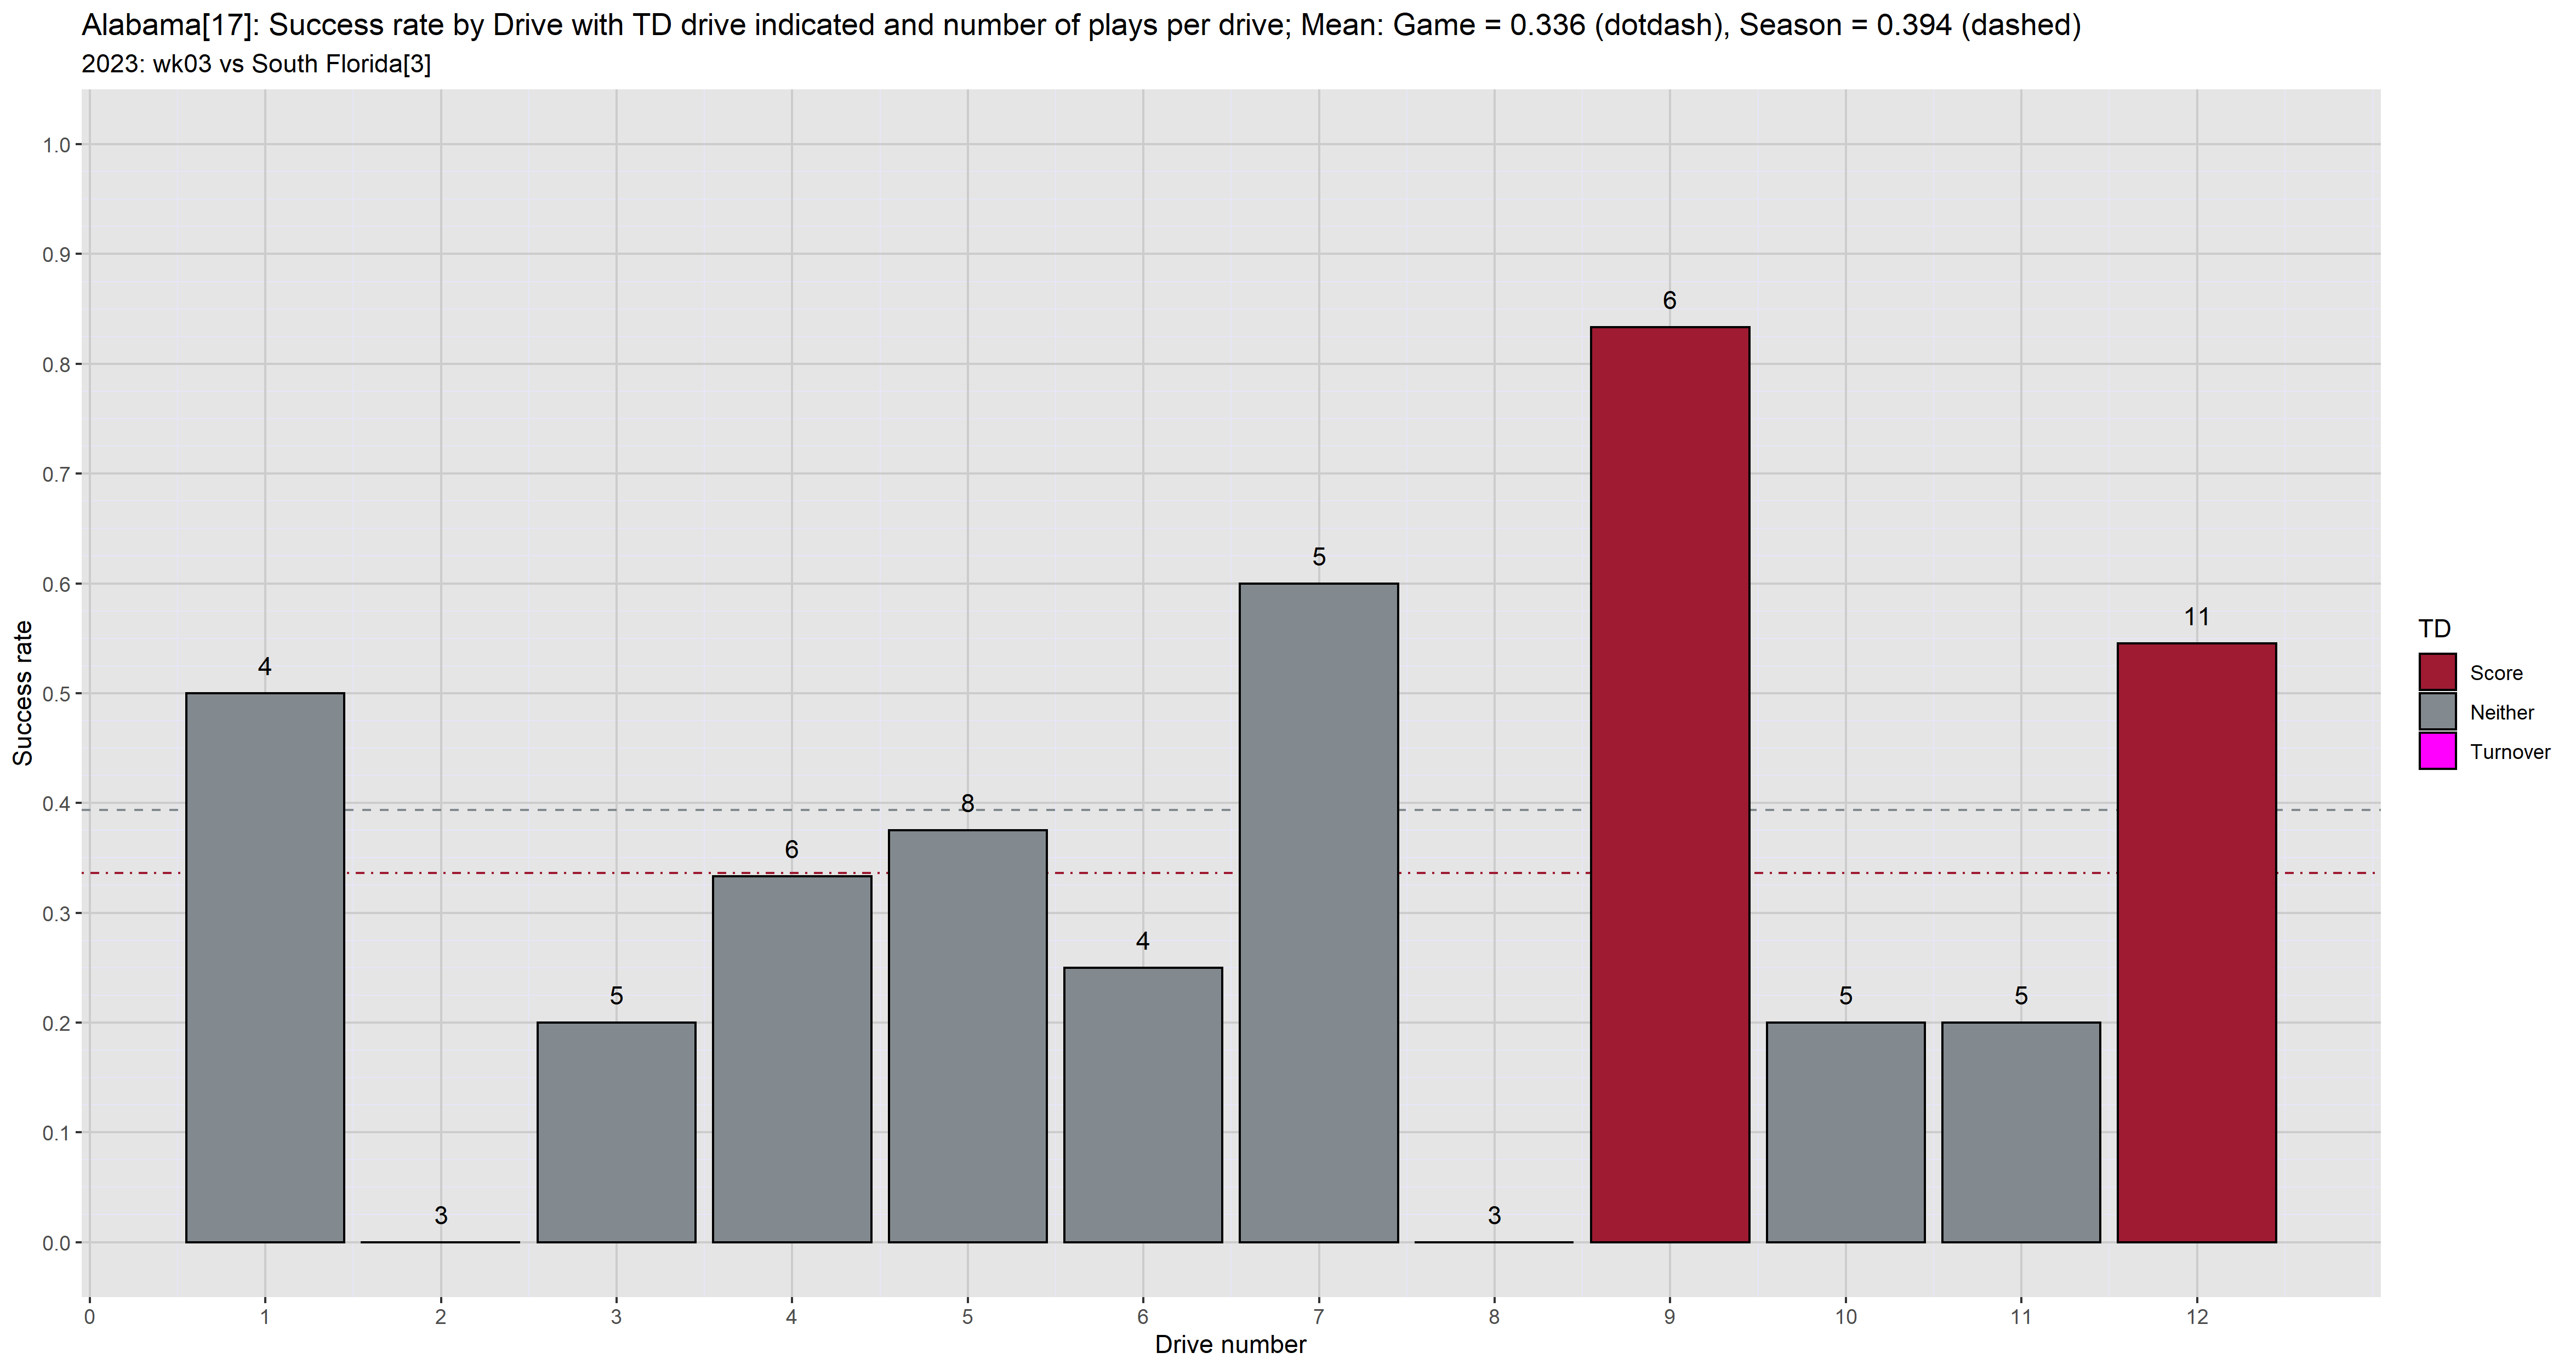 Alabama[17]: Success rate by Drive with TD drive indicated and number of plays per drive; Mean: Game = 0.336 (dotdash), Season = 0.394 (dashed)
2023: wk03 vs South Florida[3]
Success rate
1.0
0.9
0.8
0.7
0.6
0.5
0.4
0.3
0.2
0.1
0.0
4
3
5
6
8
4
5
3
6
5
5
11
0 1 2 3 4 5 6 7 8 9 10 11 12
Drive number
TD
Score
Neither
Turnover